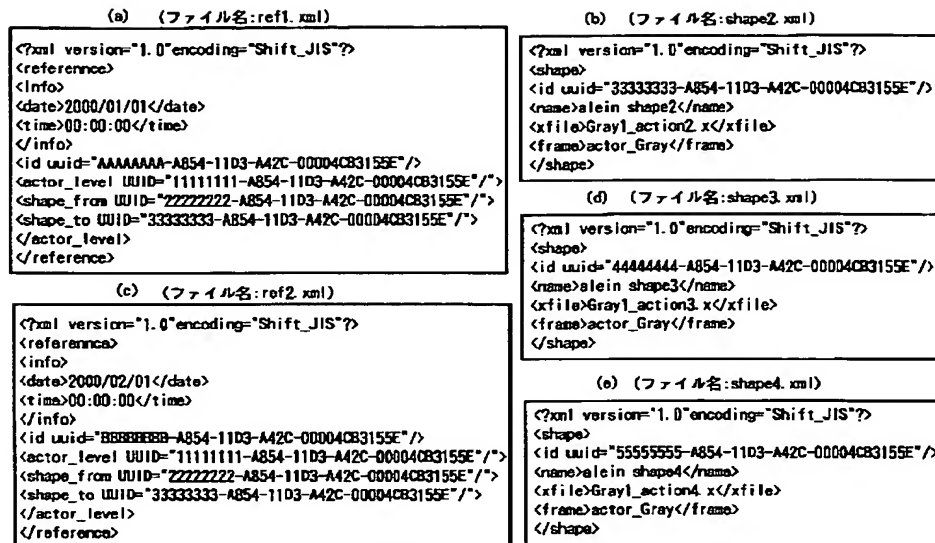 (a) (ファイル名:ref1.xml)
<?xml version="1.0"encoding="Shift_JIS"?>
<reference>
<info>
<date>2000/01/01</date>
<time>00:00:00</time>
</info>
<id uuid="AAAAAAAA-A854-11D3-A42C-00004CB3155E"/>
<actor_level UUID="11111111-A854-11D3-A42C-00004CB3155E"/">
<shape_from UUID="22222222-A854-11D3-A42C-00004CB3155E"/">
<shape_to UUID="33333333-A854-11D3-A42C-00004CB3155E"/">
</actor_level>
</reference>
(b) (ファイル名:shape2.xml)
<?xml version="1.0"encoding="Shift_JIS"?>
<shape>
<id uuid="33333333-A854-11D3-A42C-00004CB3155E"/>
<name>alein shape2</name>
<xfile>Gray1_action2.x</xfile>
<frame>actor_Gray</frame>
</shape>
(c) (ファイル名:ref2.xml)
<?xml version="1.0"encoding="Shift_JIS"?>
<reference>
<info>
<date>2000/02/01</date>
<time>00:00:00</time>
</info>
<id uuid="BBBBBBBB-A854-11D3-A42C-00004CB3155E"/>
<actor_level UUID="11111111-A854-11D3-A42C-00004CB3155E"/">
<shape_from UUID="22222222-A854-11D3-A42C-00004CB3155E"/">
<shape_to UUID="33333333-A854-11D3-A42C-00004CB3155E"/">
</actor_level>
</reference>
(d) (ファイル名:shape3.xml)
<?xml version="1.0"encoding="Shift_JIS"?>
<shape>
<id uuid="44444444-A854-11D3-A42C-00004CB3155E"/>
<name>alein shape3</name>
<xfile>Gray1_action3.x</xfile>
<frame>actor_Gray</frame>
</shape>
(e) (ファイル名:shape4.xml)
<?xml version="1.0"encoding="Shift_JIS"?>
<shape>
<id uuid="55555555-A854-11D3-A42C-00004CB3155E"/>
<name>alein shape4</name>
<xfile>Gray1_action4.x</xfile>
<frame>actor_Gray</frame>
</shape>